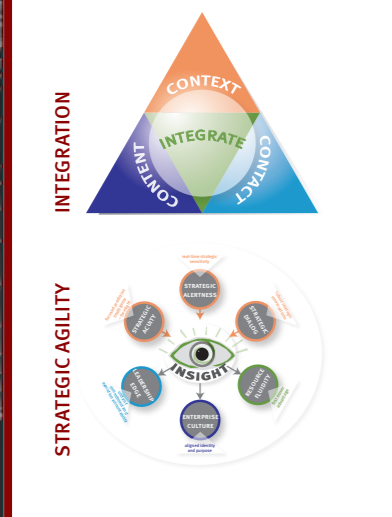 INTEGRATION
CONTEXT
INTEGRATE
CONTENT
CONTACT
STRATEGIC AGILITY
real-time strategic
sensitivity
STRATEGIC
ALERTNESS
STRATEGIC
ACUITY
STRATEGIC
DIALOG
INSIGHT
LEADERSHIP
EDGE
RESOURCE
FLUIDITY
ENTERPRISE
CULTURE
aligned identity
and purpose